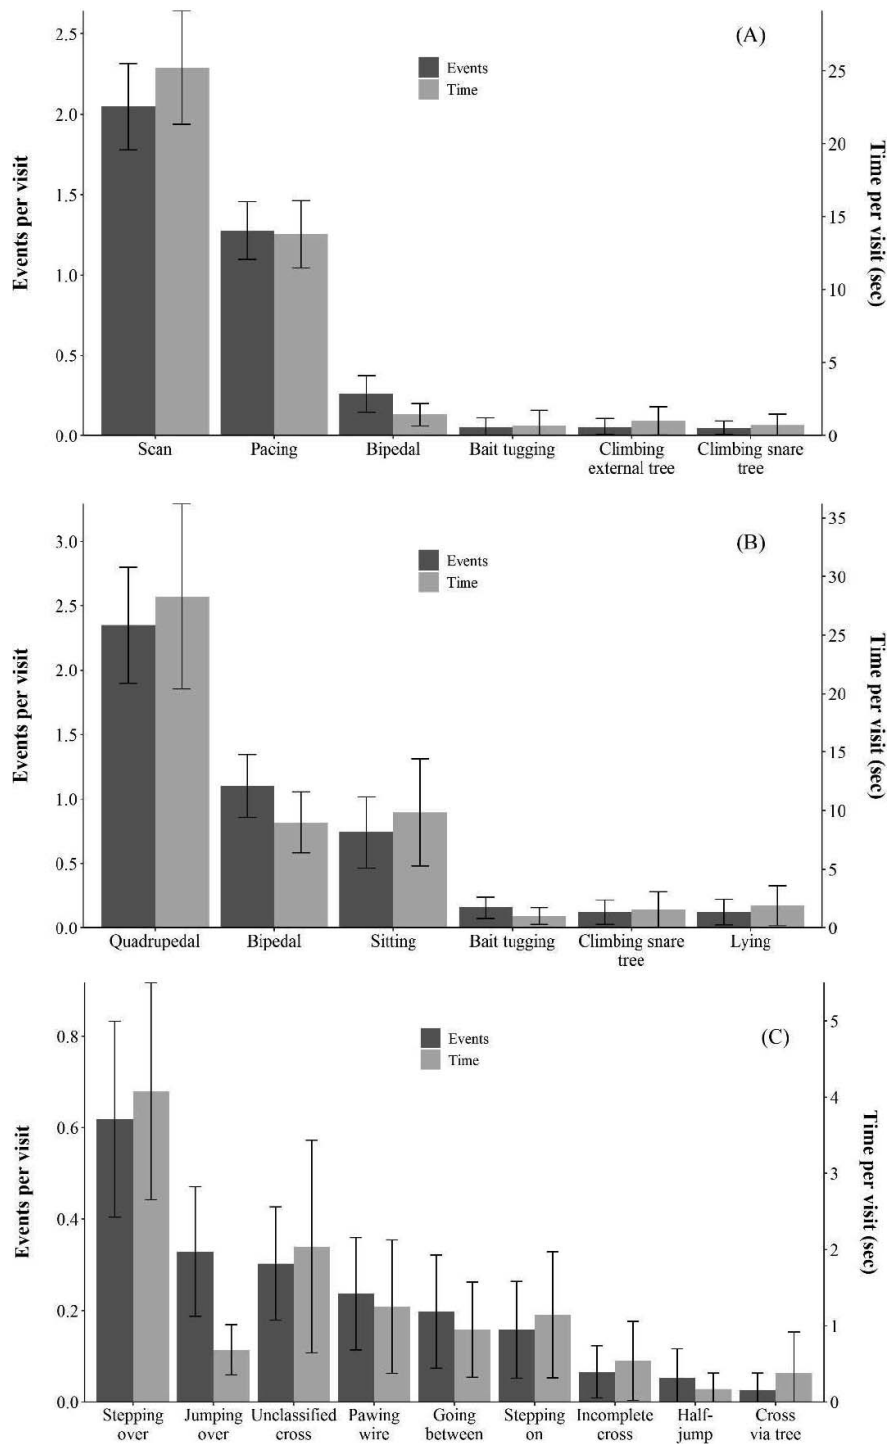 (A)
Events
Time
Events per visit
2.5
2.0
1.5
1.0
0.5
0.0
Time per visit (sec)
25
20
15
10
5
0
Scan Pacing Bipedal Bait tugging Climbing Climbing snare
external tree tree
(B)
Events
Time
Events per visit
3.0
2.5
2.0
1.5
1.0
0.5
0.0
Time per visit (sec)
35
30
25
20
15
10
5
0
Quadrupedal Bipedal Sitting Bait tugging Climbing snare Lying
tree
(C)
Events
Time
Events per visit
0.8
0.6
0.4
0.2
0.0
Time per visit (sec)
5
4
3
2
1
0
Stepping Jumping Unclassified Pawing Going Stepping Incomplete Half- Cross
over over cross wire between on cross jump via tree